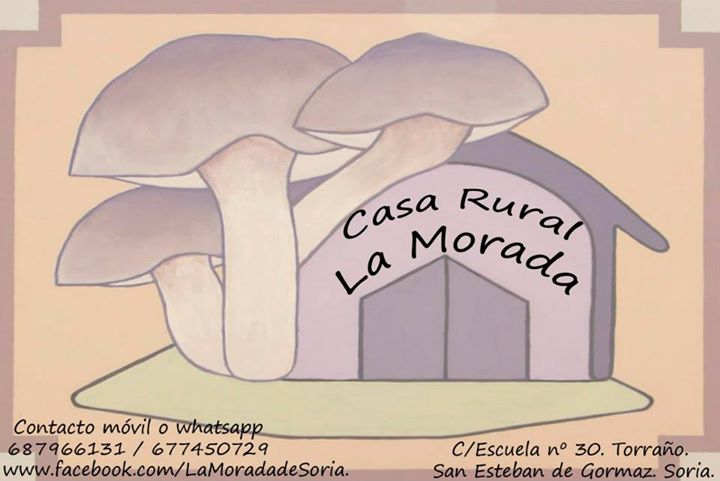 Casa Rural
La Morada
Contacto móvil o whatsapp
687966131 / 677450729
www.facebook.com/LaMoradadeSoria.
C/Escuela nº 30. Torraño.
San Esteban de Gormaz. Soria.